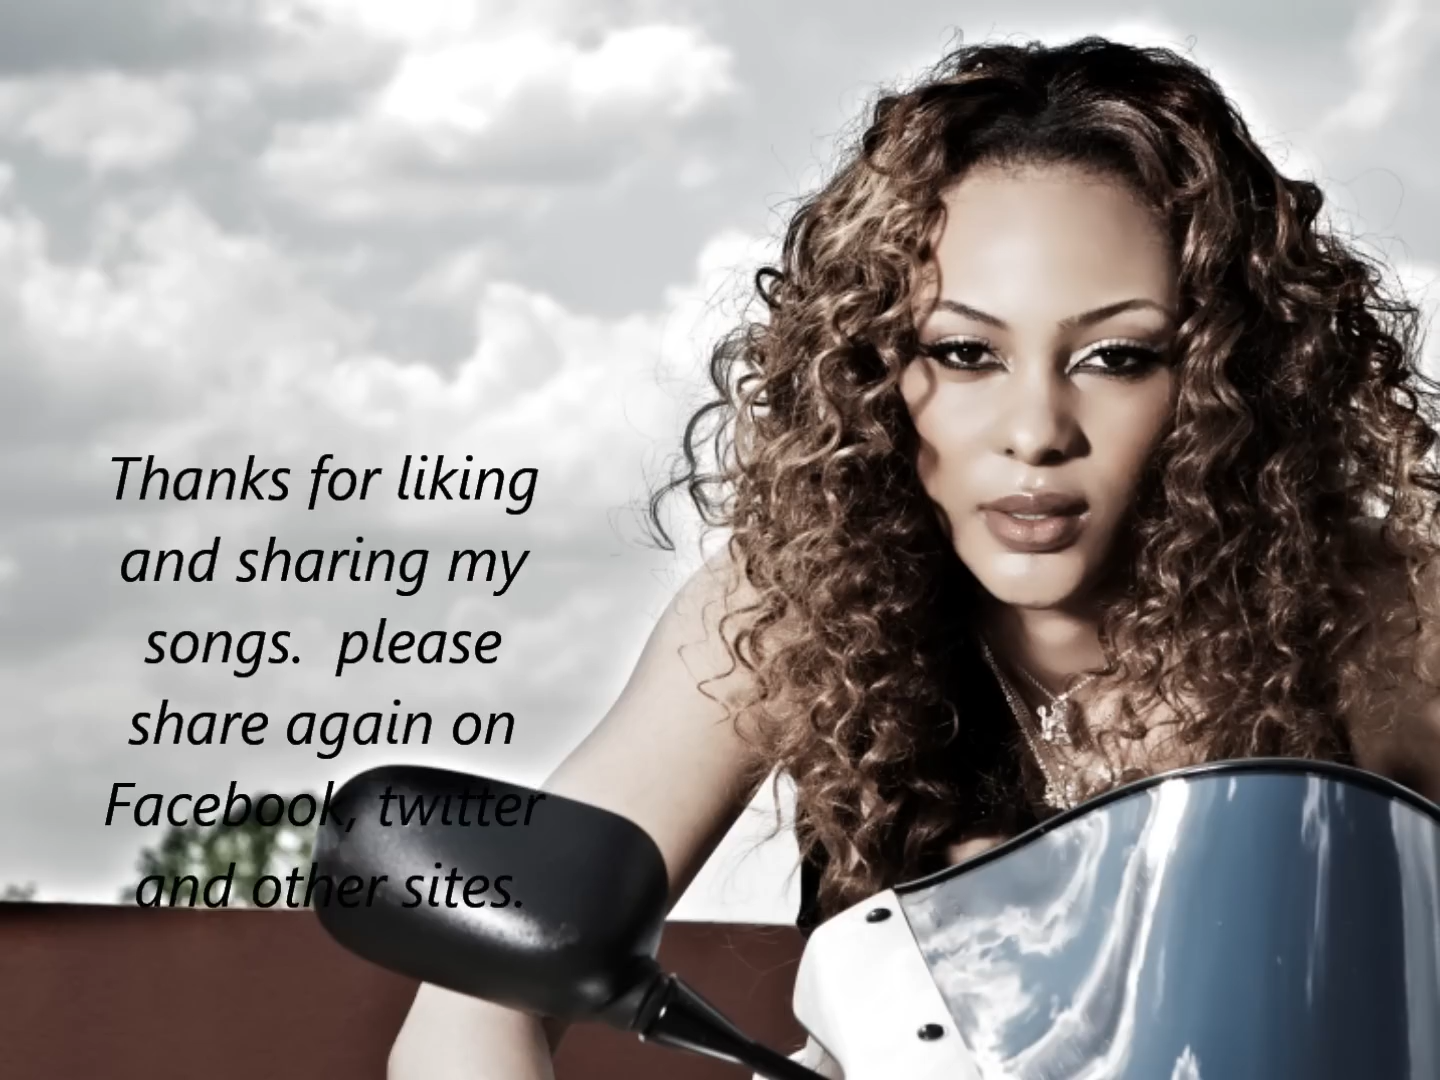 Thanks for liking
and sharing my
songs.  please
share again on
Facebook, twitter
and other sites.